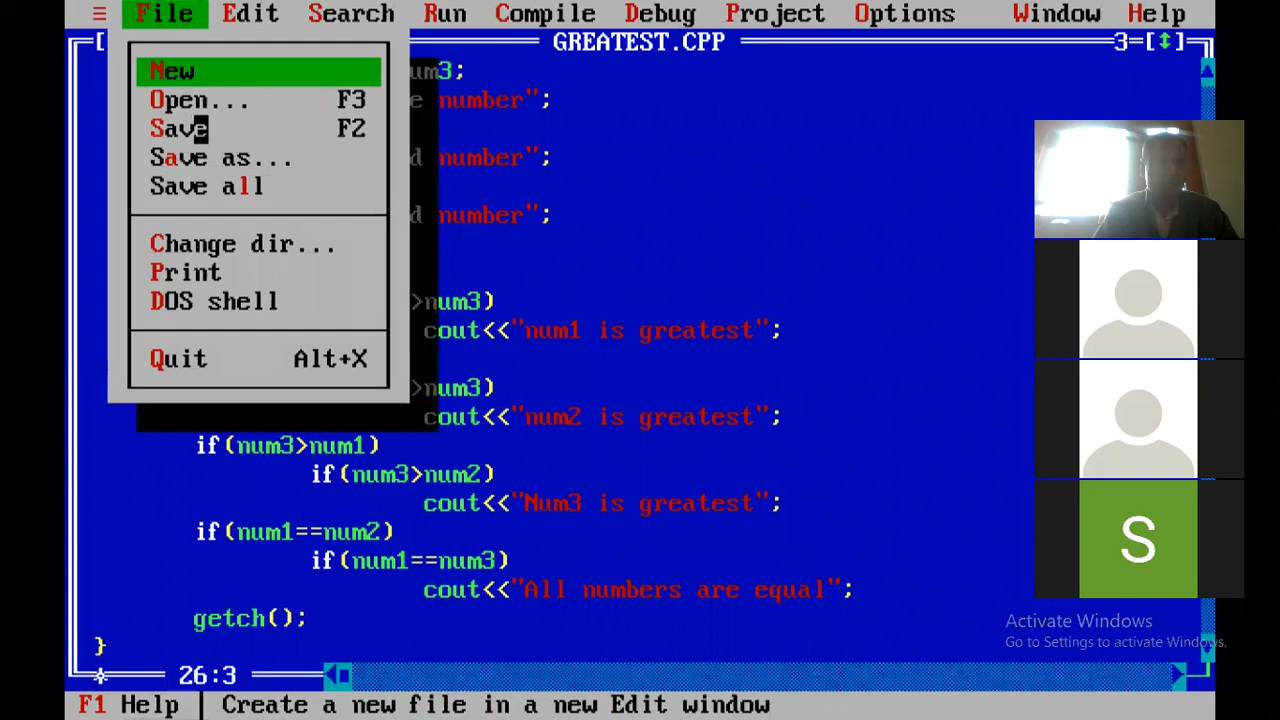 ≡ File Edit Search Run Compile Debug Project Options Window Help
[ GREATEST.CPP 3=[↕]
New
um3;
Open... F3
e number";
Save F2
Save as...
d number";
Save all
d number";
Change dir...
Print
DOS shell
>num3)
cout<<"num1 is greatest";
Quit Alt+X
>num3)
cout<<"num2 is greatest";
if(num3>num1)
if(num3>num2)
cout<<"Num3 is greatest";
if(num1==num2)
if(num1==num3)
cout<<"All numbers are equal";
getch();
}
S
Activate Windows
Go to Settings to activate Windows.
26:3
F1 Help | Create a new file in a new Edit window